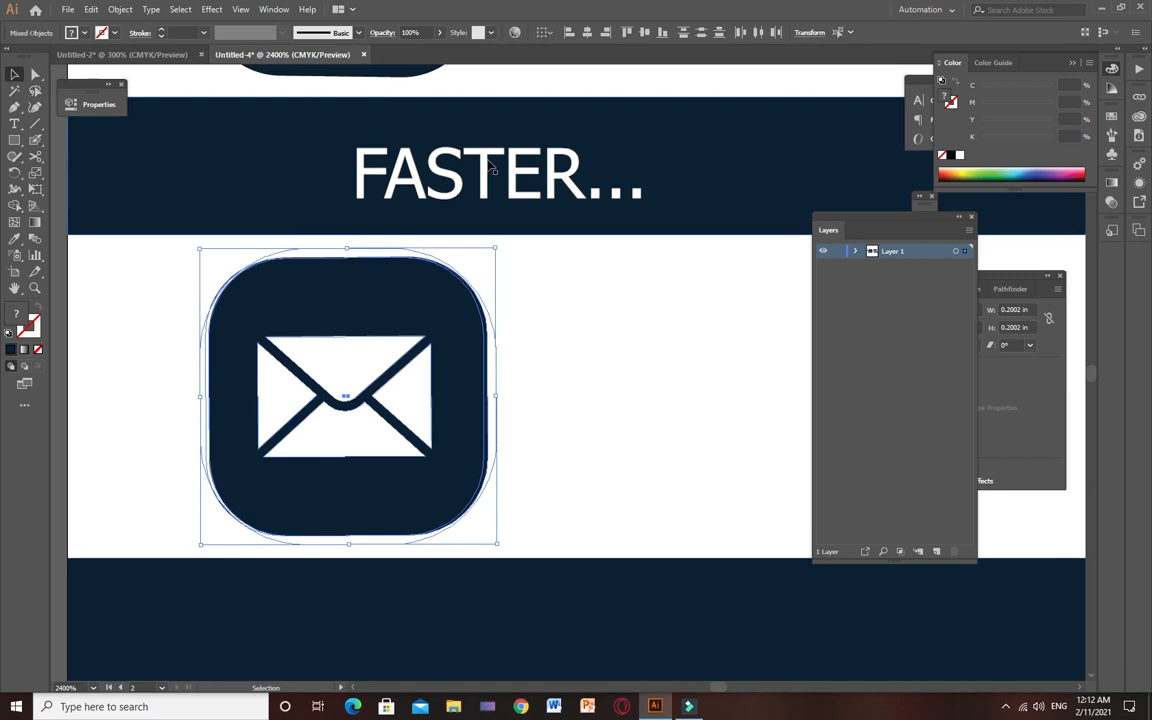 Ai
File Edit Object Type Select Effect View Window Help
Automation
Search Adobe Stock
Mixed Objects
?
Stroke:
Basic
Opacity: 100%
Style:
Transform
Untitled-2* @ 300% (CMYK/Preview) ×
Untitled-4* @ 2400% (CMYK/Preview) ×
Properties
Color
Color Guide
C %
M %
Y %
K %
?
FASTER...
Layers
Layer 1
1 Layer
Pathfinder
W: 0.2002 in
H: 0.2002 in
0°
?
2400%
2
Selection
Type here to search
12:12 AM
ENG
2/11/2021